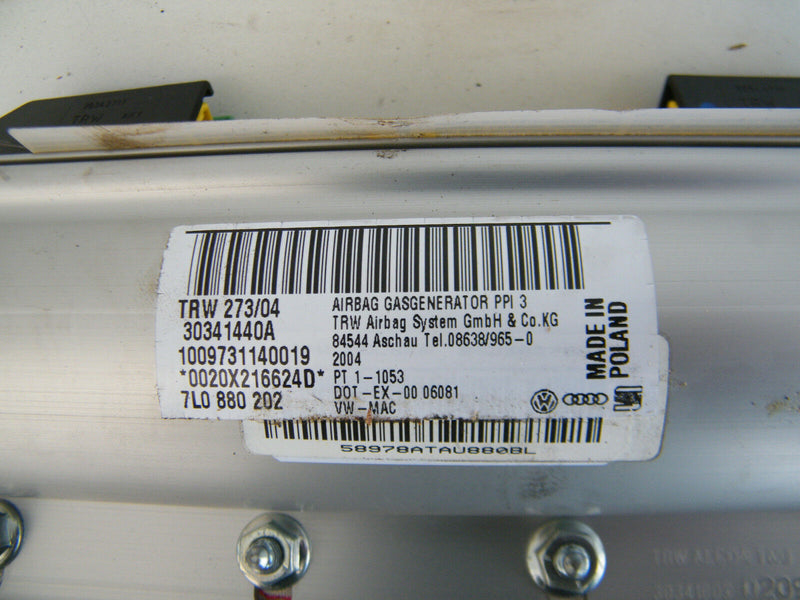 TRW
TRW 273/04
30341440A
1009731140019
*0020X216624D*
7L0 880 202
AIRBAG GASGENERATOR PPI 3
TRW Airbag System GmbH & Co.KG
84544 Aschau Tel.08638/965-0
2004
PT 1-1053
DOT-EX-00 06081
VW-MAC
MADE IN
POLAND
58978ATAU880BL
TRW